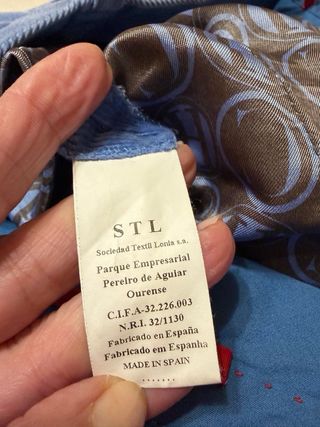 STL
Sociedad Textil Lonia s.a.
Parque Empresarial
Pereiro de Aguiar
Ourense
C.I.F.A-32.226.003
N.R.I. 32/1130
Fabricado en España
Fabricado em Espanha
MADE IN SPAIN
.......